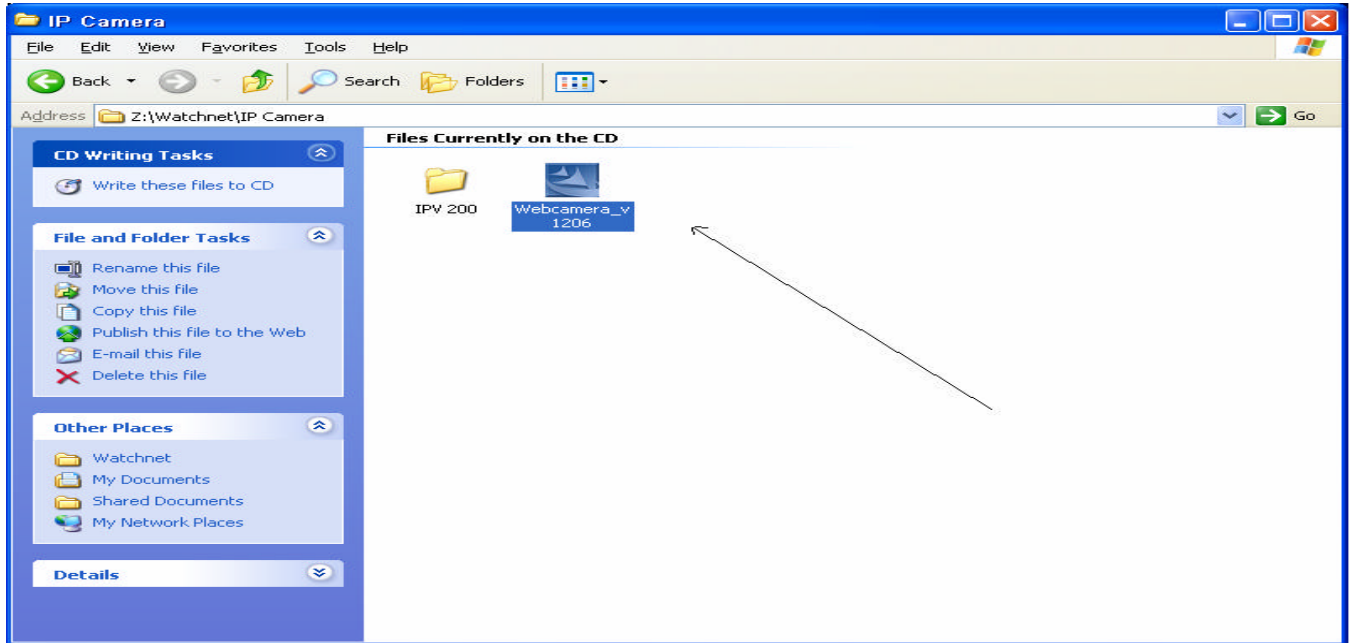 IP Camera
File Edit View Favorites Tools Help
Back Search Folders
Address Z:\Watchnet\IP Camera Go
Files Currently on the CD
CD Writing Tasks
Write these files to CD
IPV 200
Webcamera_v
1206
File and Folder Tasks
Rename this file
Move this file
Copy this file
Publish this file to the Web
E-mail this file
Delete this file
Other Places
Watchnet
My Documents
Shared Documents
My Network Places
Details